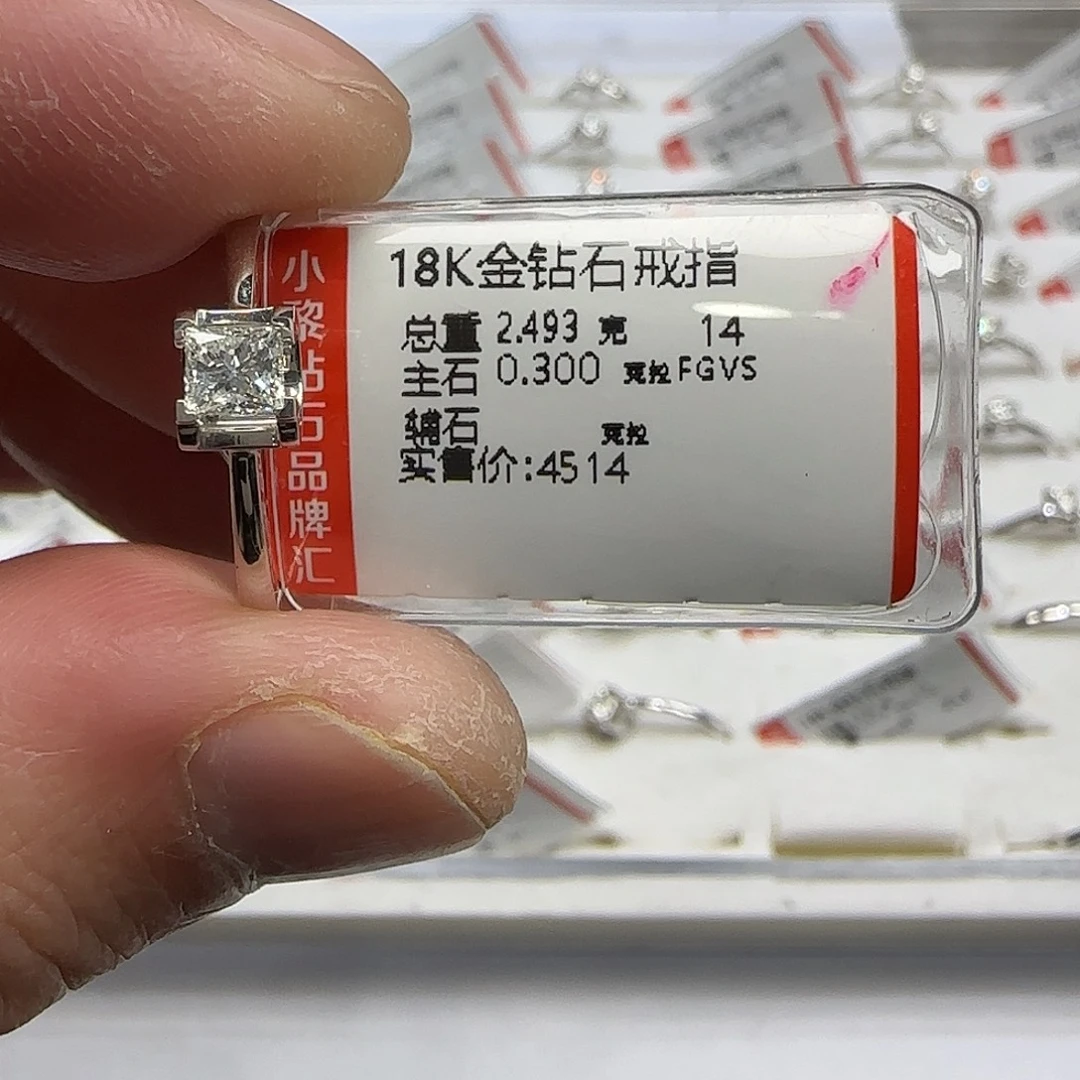 小黎钻石品牌汇
18K金钻石戒指
总重 2.493 克 14
主石 0.300 克拉 FGVS
辅石 克拉
实售价:4514